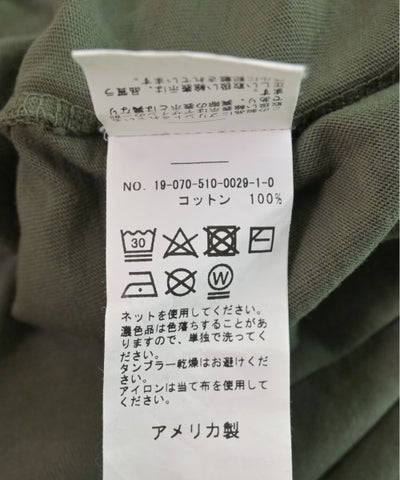 NO. 19-070-510-0029-1-0
コットン 100%
30
W
ネットを使用してください。
濃色品は色落ちすることがあ
りますので、単独で洗ってく
ださい。
タンブラー乾燥はお避けくだ
さい。
アイロンは当て布を使用して
ください。
アメリカ製